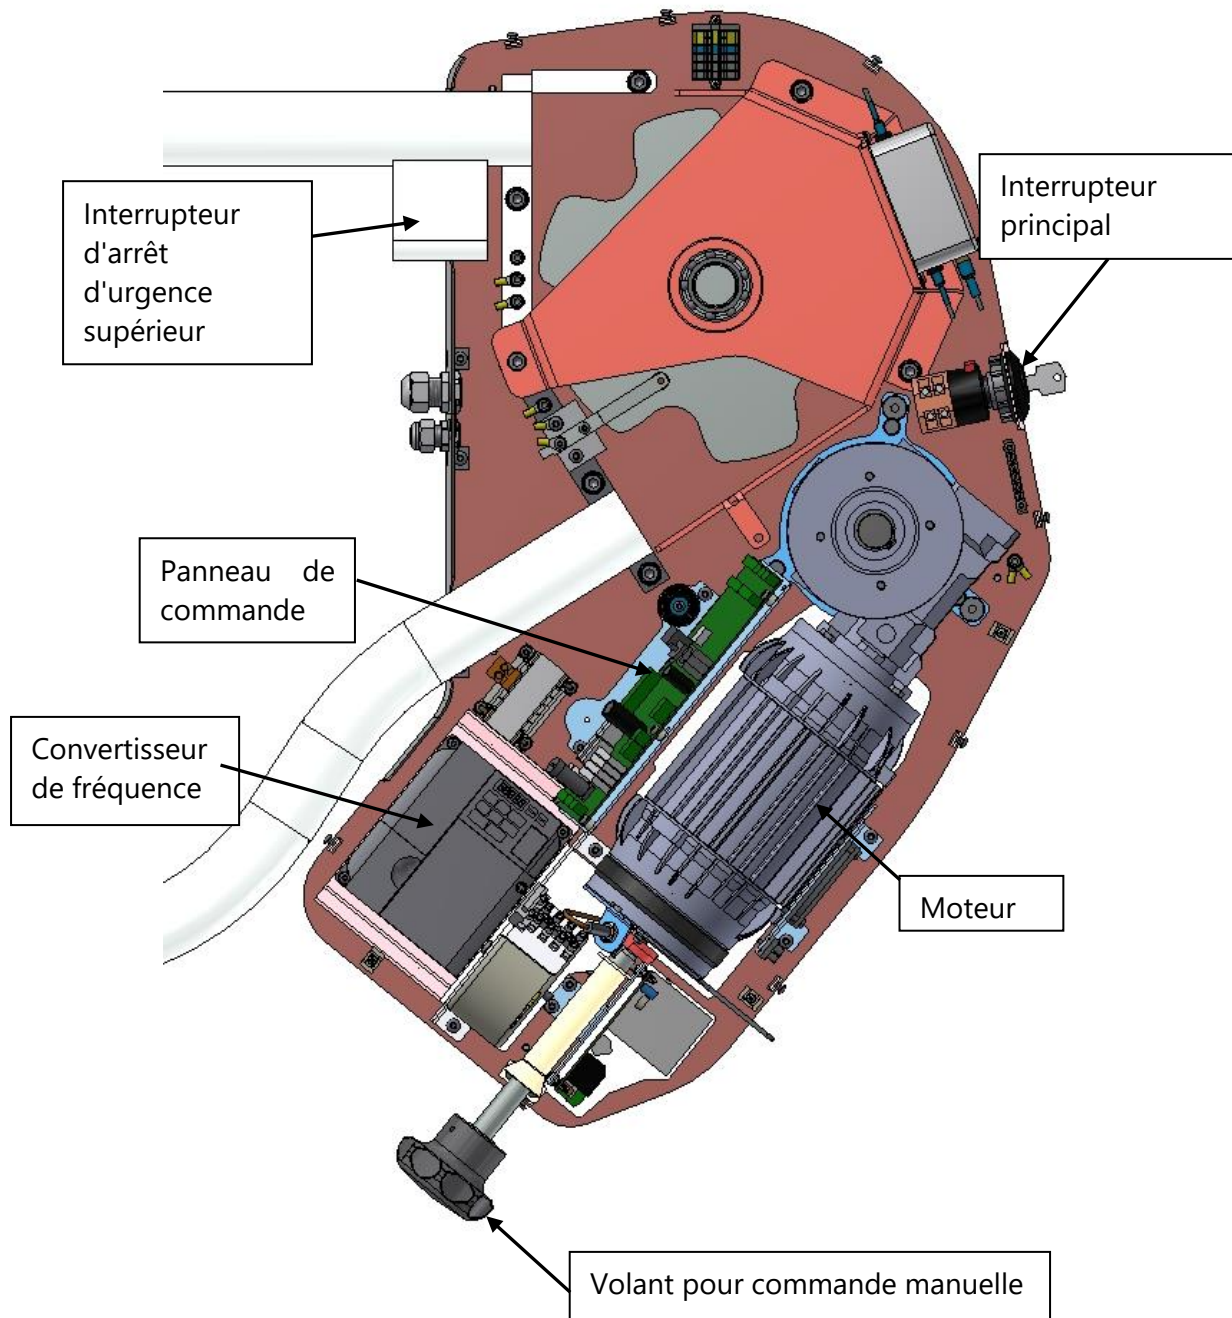 Interrupteur
d'arrêt
d'urgence
supérieur
Interrupteur
principal
Panneau de
commande
Convertisseur
de fréquence
Moteur
Volant pour commande manuelle